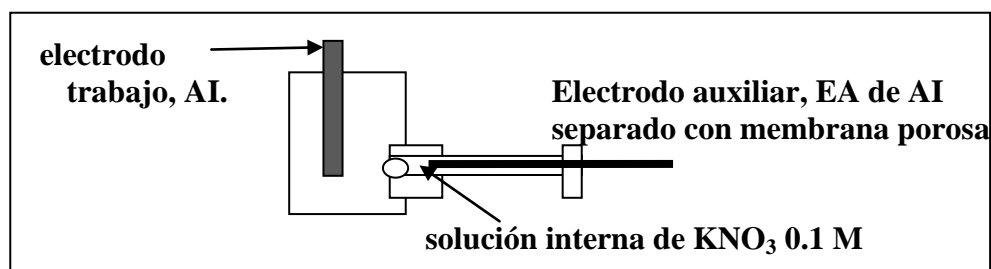 electrodo
trabajo, AI.
Electrodo auxiliar, EA de AI
separado con membrana porosa
solución interna de KNO₃ 0.1 M